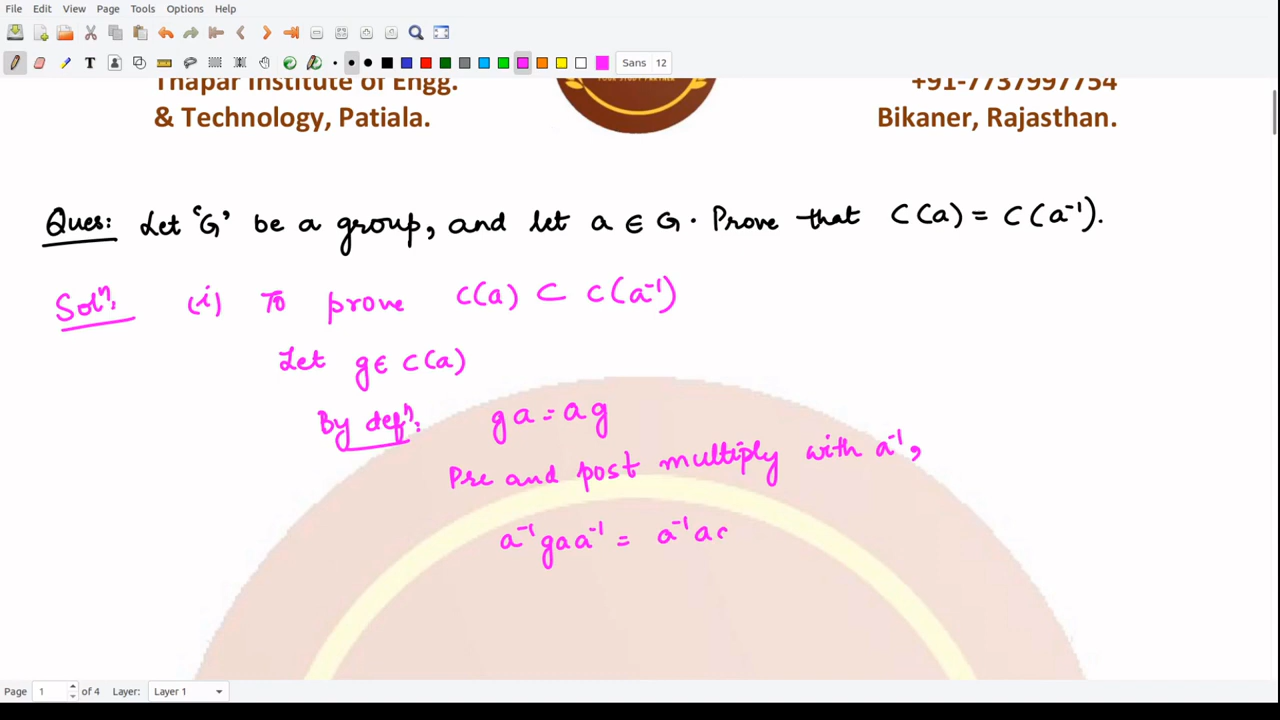 File Edit View Page Tools Options Help
Sans 12
Thapar Institute of Engg. +91-7737997754
& Technology, Patiala. Bikaner, Rajasthan.
Ques: Let 'G' be a group, and let a ∈ G. Prove that C(a) = C(a⁻¹).
Solⁿ: (i) To prove C(a) ⊂ C(a⁻¹)
Let g ∈ C(a)
By defⁿ: ga = ag
Pre and post multiply with a⁻¹,
a⁻¹gaa⁻¹ = a⁻¹a
Page 1 of 4 Layer: Layer 1